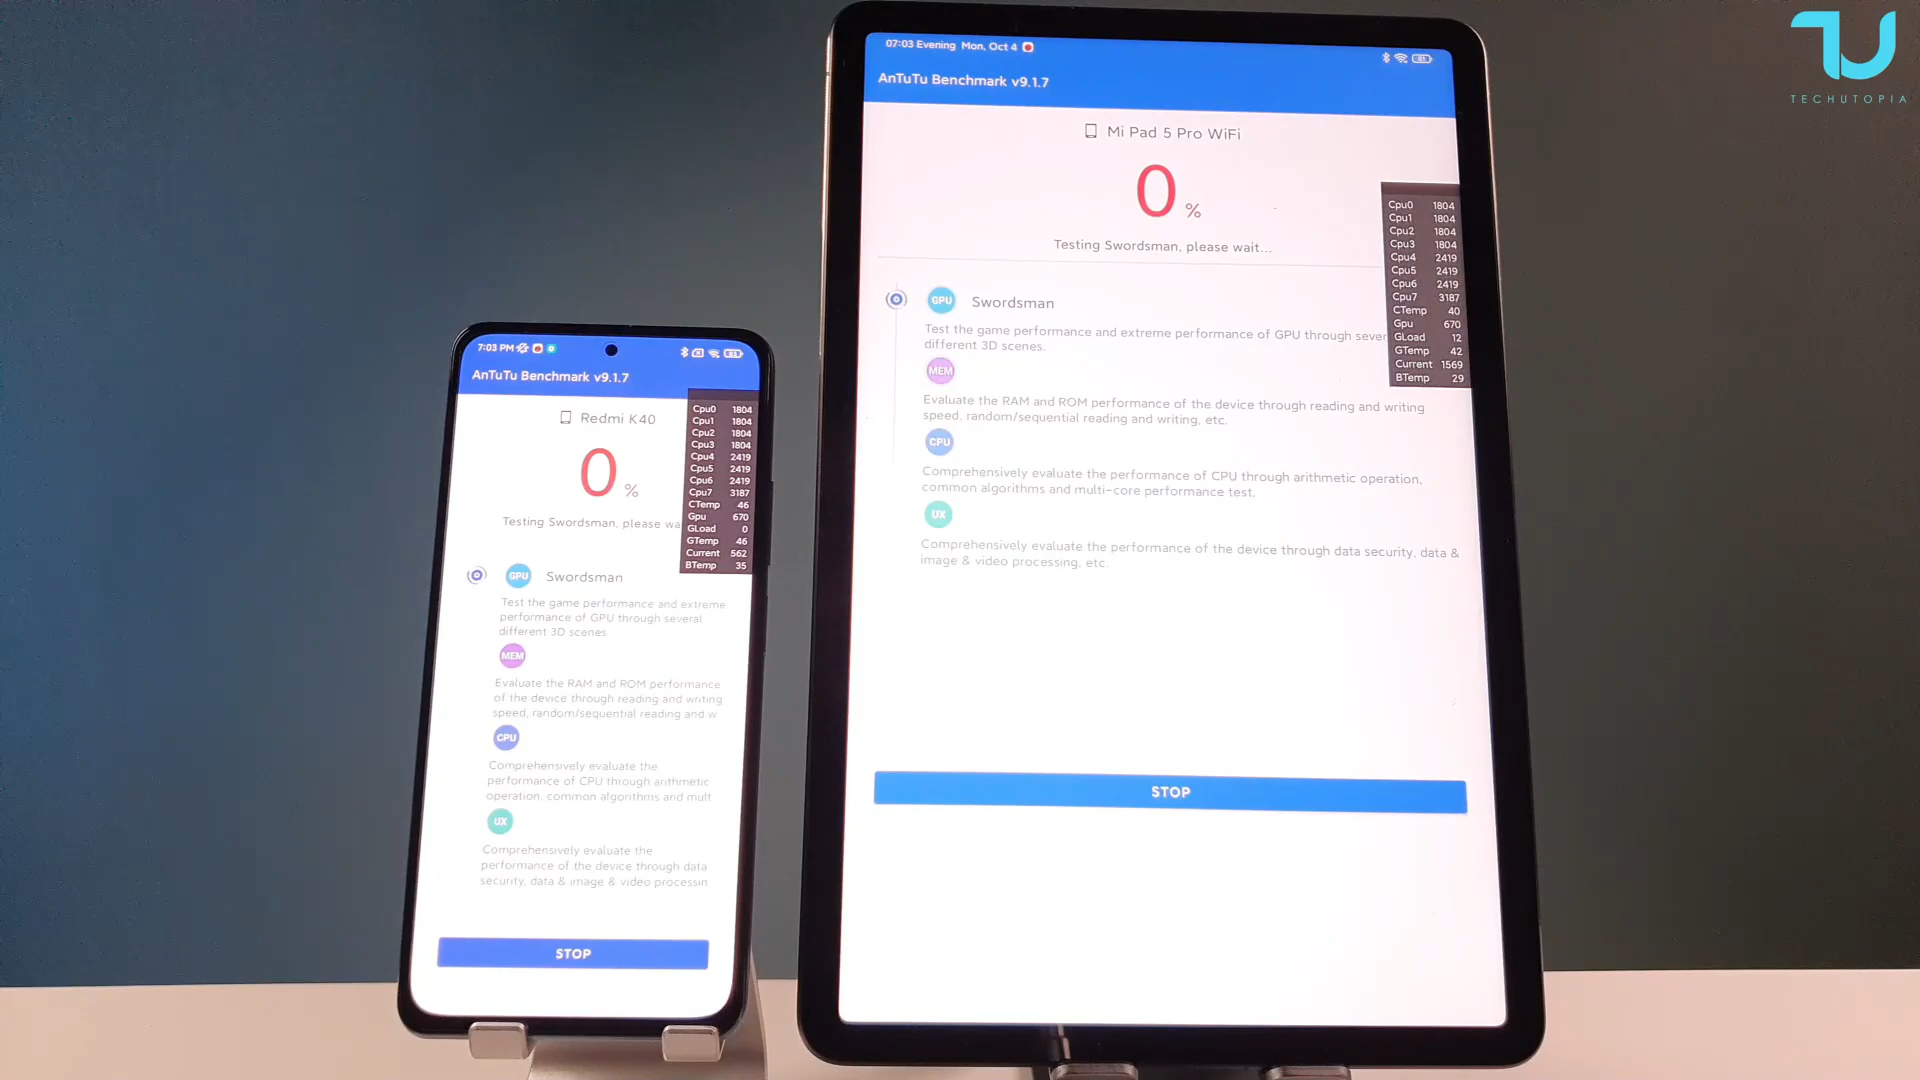 TECHUTOPIA
7:03 PM
AnTuTu Benchmark v9.1.7
Redmi K40
0 %
Testing Swordsman, please wa
Cpu0 1804
Cpu1 1804
Cpu2 1804
Cpu3 1804
Cpu4 2419
Cpu5 2419
Cpu6 2419
Cpu7 3187
CTemp 46
Gpu 670
GLoad 0
GTemp 46
Current 562
BTemp 35
GPU Swordsman
Test the game performance and extreme
performance of GPU through several
different 3D scenes.
MEM
Evaluate the RAM and ROM performance
of the device through reading and writing
speed, random/sequential reading and w
CPU
Comprehensively evaluate the
performance of CPU through arithmetic
operation, common algorithms and mult
UX
Comprehensively evaluate the
performance of the device through data
security, data & image & video processin
STOP
07:03 Evening Mon, Oct 4
AnTuTu Benchmark v9.1.7
Mi Pad 5 Pro WiFi
0 %
Testing Swordsman, please wait...
Cpu0 1804
Cpu1 1804
Cpu2 1804
Cpu3 1804
Cpu4 2419
Cpu5 2419
Cpu6 2419
Cpu7 3187
CTemp 40
Gpu 670
GLoad 12
GTemp 42
Current 1569
BTemp 29
GPU Swordsman
Test the game performance and extreme performance of GPU through sever
different 3D scenes.
MEM
Evaluate the RAM and ROM performance of the device through reading and writing
speed, random/sequential reading and writing, etc.
CPU
Comprehensively evaluate the performance of CPU through arithmetic operation,
common algorithms and multi-core performance test.
UX
Comprehensively evaluate the performance of the device through data security, data &
image & video processing, etc.
STOP